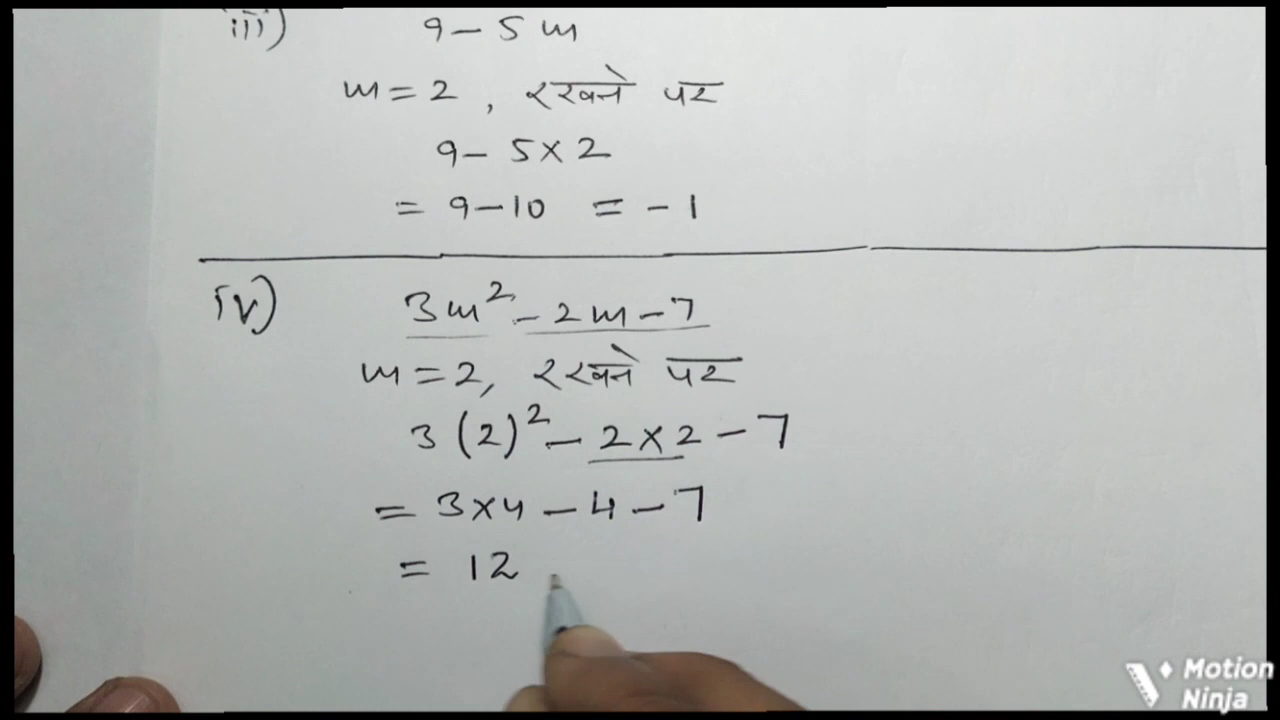 iii) 9 - 5m
m = 2, रखने पर
9 - 5 × 2
= 9 - 10 = -1
iv) 3m² - 2m - 7
m = 2, रखने पर
3 (2)² - 2 × 2 - 7
= 3 × 4 - 4 - 7
= 12
Motion
Ninja